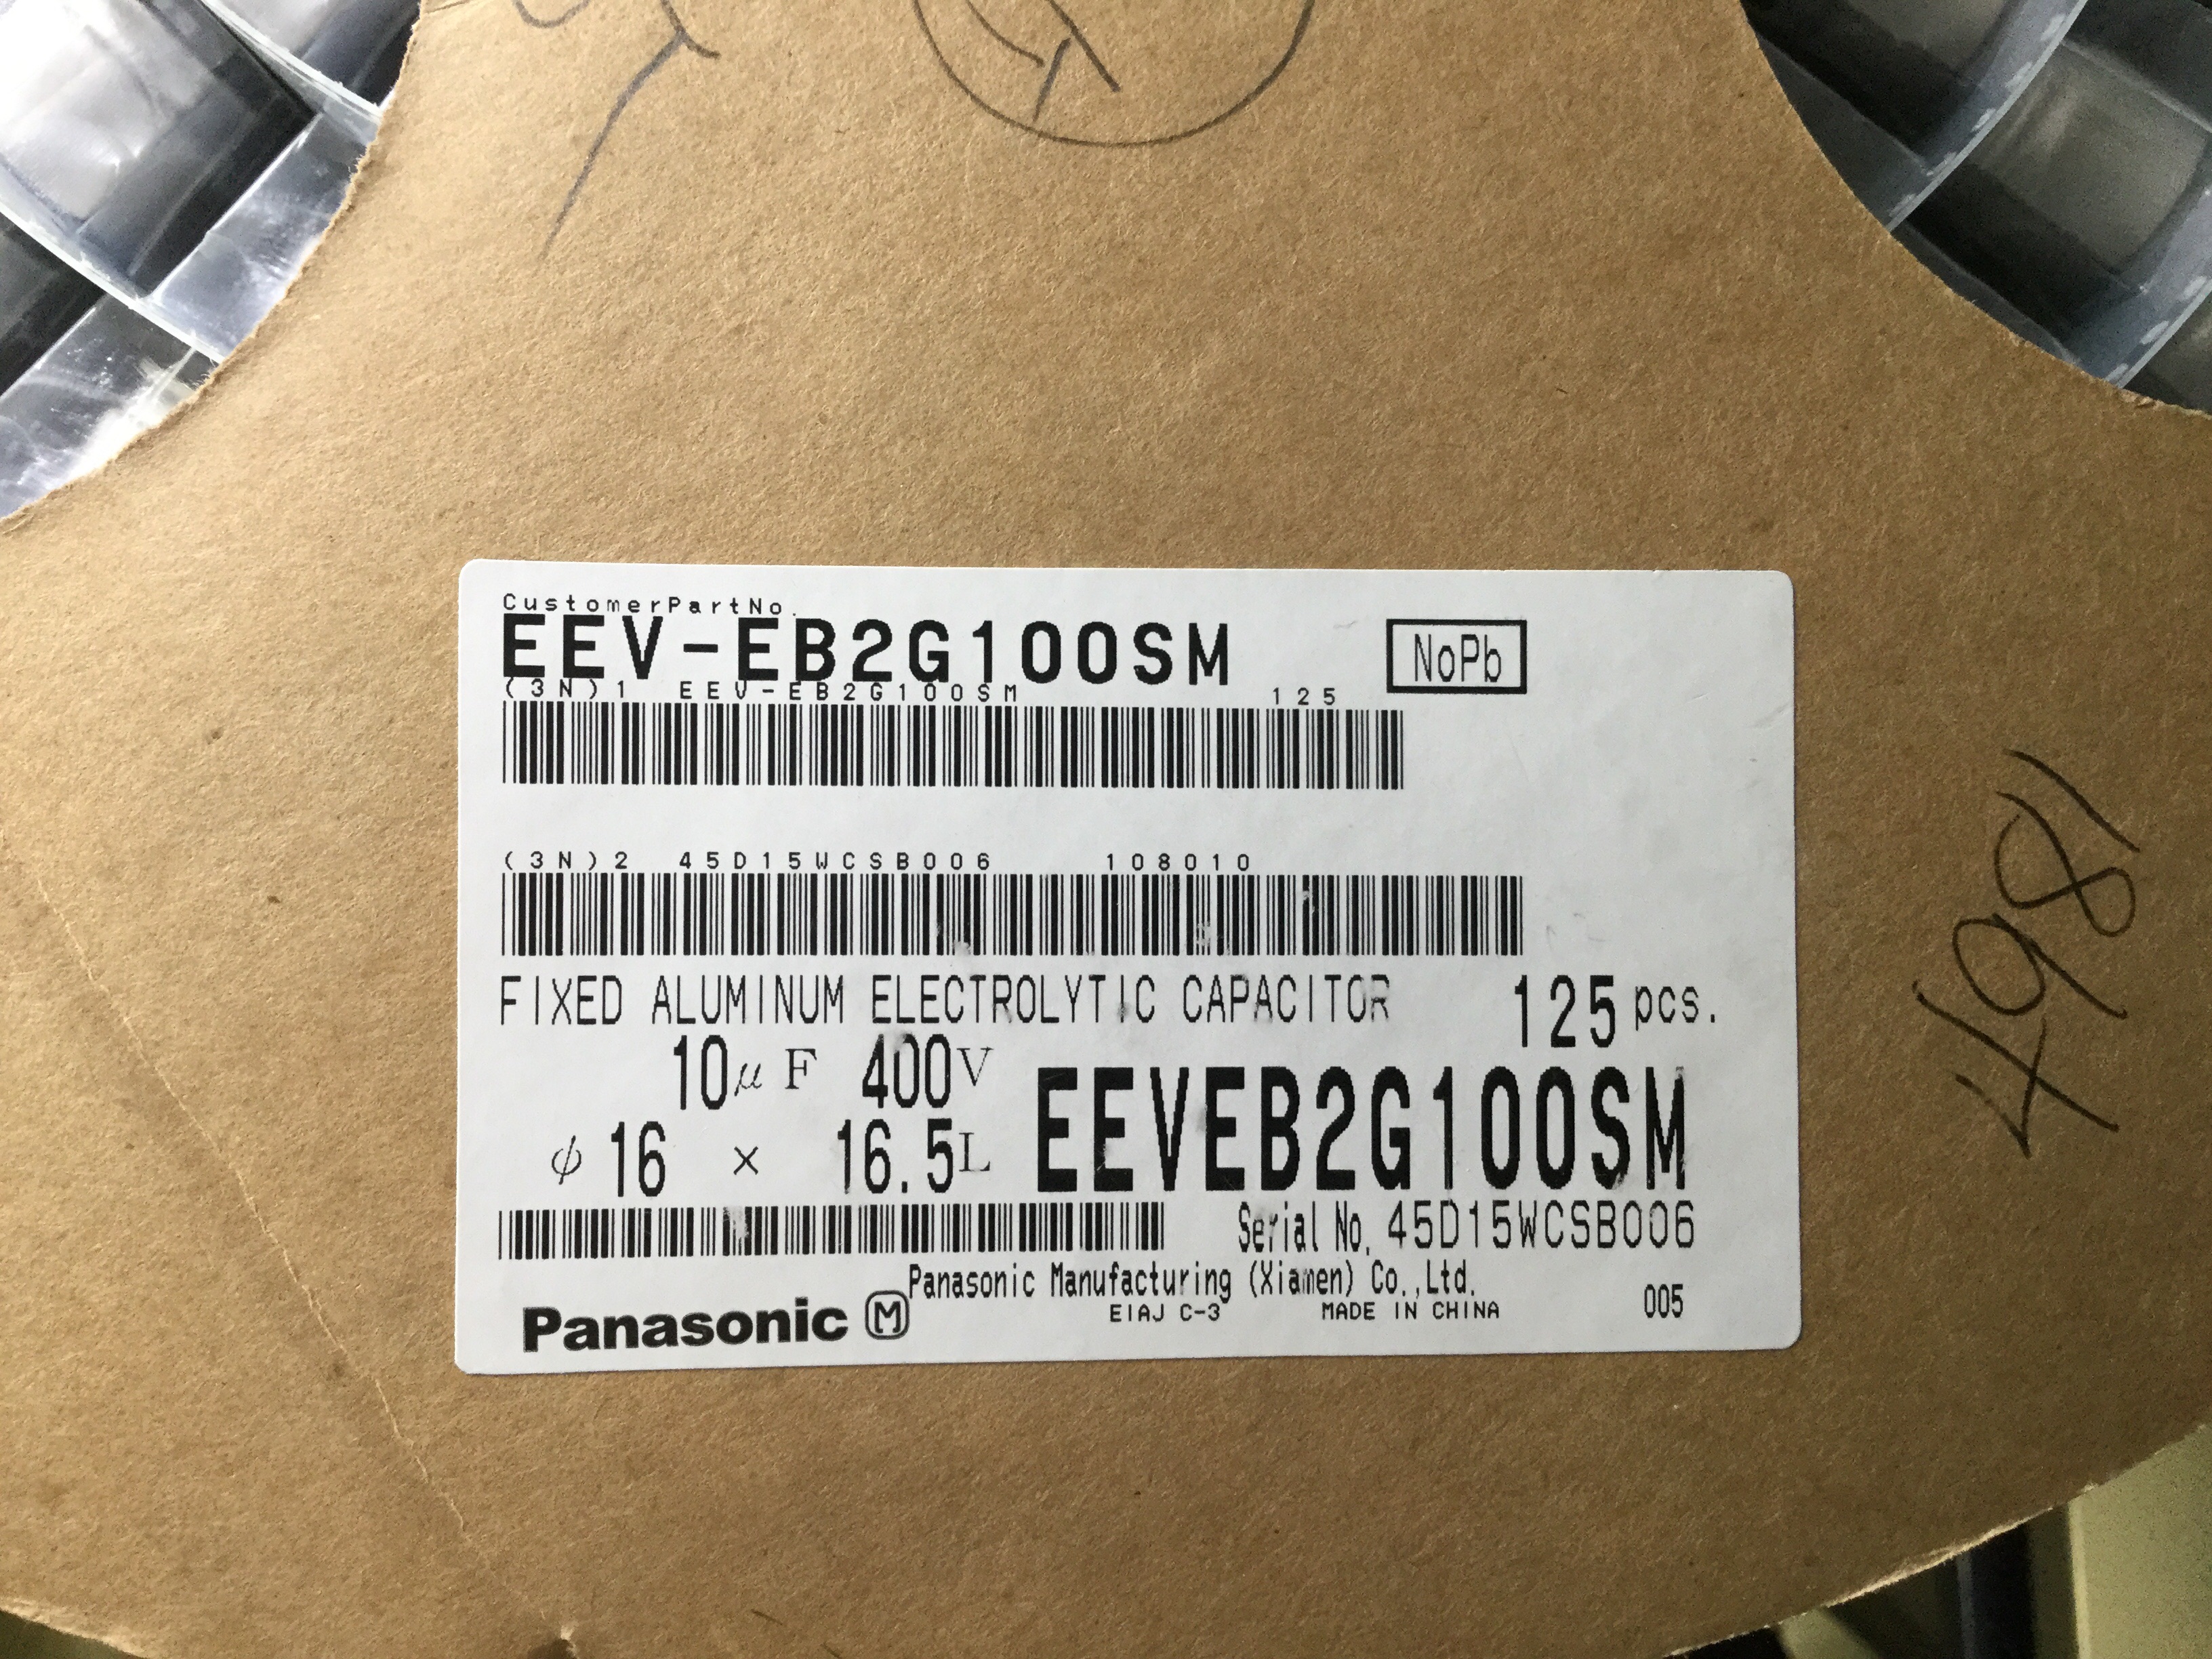 CustomerPartNo.
EEV-EB2G100SM
NoPb
(3N)1 EEV-EB2G100SM 125
(3N)2 45D15WCSB006 108010
FIXED ALUMINUM ELECTROLYTIC CAPACITOR 125 pcs.
10μF 400V
EEVEB2G100SM
φ16 × 16.5L
Serial No. 45D15WCSB006
Panasonic Manufacturing (Xiamen) Co.,Ltd.
Panasonic M
EIAJ C-3 MADE IN CHINA 005
4981